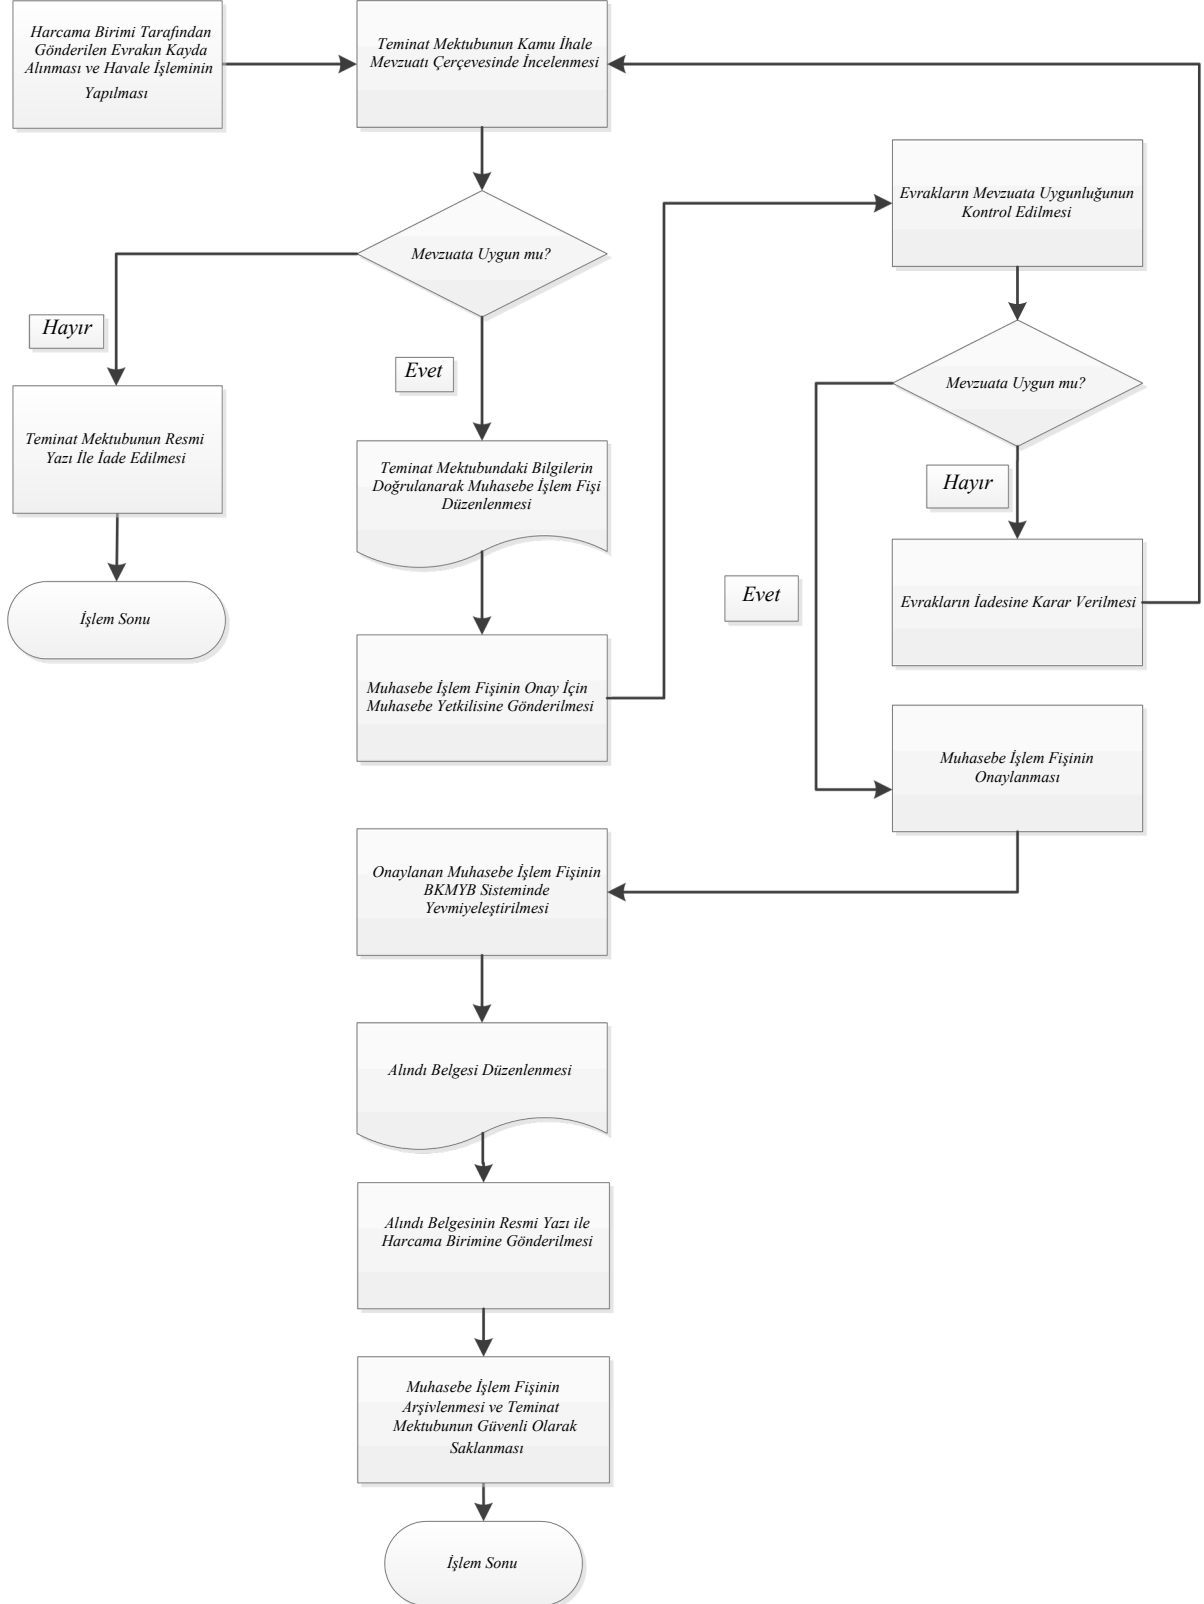 Harcama Birimi Tarafından
Gönderilen Evrakın Kayda
Alınması ve Havale İşleminin
Yapılması
Teminat Mektubunun Kamu İhale
Mevzuatı Çerçevesinde İncelenmesi
Mevzuata Uygun mu?
Hayır
Evet
Teminat Mektubunun Resmi
Yazı İle İade Edilmesi
İşlem Sonu
Teminat Mektubundaki Bilgilerin
Doğrulanarak Muhasebe İşlem Fişi
Düzenlenmesi
Muhasebe İşlem Fişinin Onay İçin
Muhasebe Yetkilisine Gönderilmesi
Evrakların Mevzuata Uygunluğunun
Kontrol Edilmesi
Mevzuata Uygun mu?
Hayır
Evet
Evrakların İadesine Karar Verilmesi
Muhasebe İşlem Fişinin
Onaylanması
Onaylanan Muhasebe İşlem Fişinin
BKMYB Sisteminde
Yevmiyeleştirilmesi
Alındı Belgesi Düzenlenmesi
Alındı Belgesinin Resmi Yazı ile
Harcama Birimine Gönderilmesi
Muhasebe İşlem Fişinin
Arşivlenmesi ve Teminat
Mektubunun Güvenli Olarak
Saklanması
İşlem Sonu